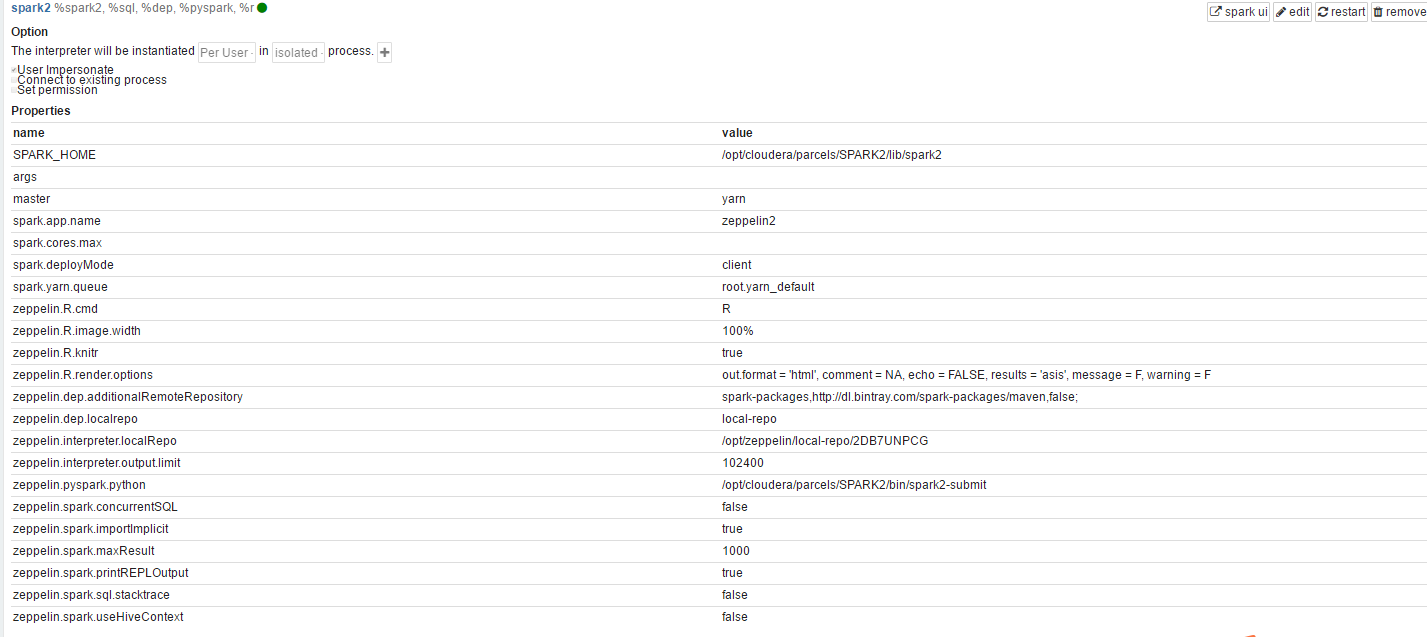 spark2 %spark2, %sql, %dep, %pyspark, %r
spark ui edit restart remove
Option
The interpreter will be instantiated Per User in isolated process.
User Impersonate
Connect to existing process
Set permission
Properties
name value
SPARK_HOME /opt/cloudera/parcels/SPARK2/lib/spark2
args
master yarn
spark.app.name zeppelin2
spark.cores.max
spark.deployMode client
spark.yarn.queue root.yarn_default
zeppelin.R.cmd R
zeppelin.R.image.width 100%
zeppelin.R.knitr true
zeppelin.R.render.options out.format = 'html', comment = NA, echo = FALSE, results = 'asis', message = F, warning = F
zeppelin.dep.additionalRemoteRepository spark-packages,http://dl.bintray.com/spark-packages/maven,false;
zeppelin.dep.localrepo local-repo
zeppelin.interpreter.localRepo /opt/zeppelin/local-repo/2DB7UNPCG
zeppelin.interpreter.output.limit 102400
zeppelin.pyspark.python /opt/cloudera/parcels/SPARK2/bin/spark2-submit
zeppelin.spark.concurrentSQL false
zeppelin.spark.importImplicit true
zeppelin.spark.maxResult 1000
zeppelin.spark.printREPLOutput true
zeppelin.spark.sql.stacktrace false
zeppelin.spark.useHiveContext false